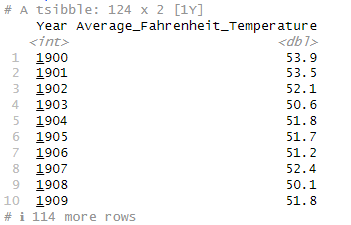 # A tsibble: 124 x 2 [1Y]
Year Average_Fahrenheit_Temperature
<int> <dbl>
1 1900 53.9
2 1901 53.5
3 1902 52.1
4 1903 50.6
5 1904 51.8
6 1905 51.7
7 1906 51.2
8 1907 52.4
9 1908 50.1
10 1909 51.8
# ℹ 114 more rows